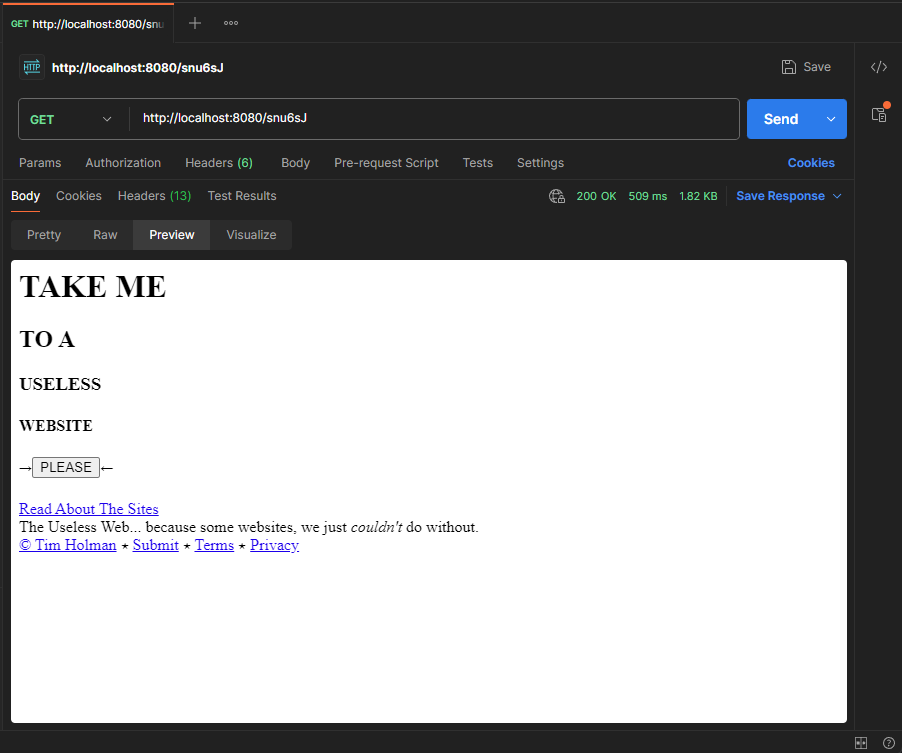 GET http://localhost:8080/snu
http://localhost:8080/snu6sJ
Save
GET
http://localhost:8080/snu6sJ
Send
Params Authorization Headers (6) Body Pre-request Script Tests Settings Cookies
Body Cookies Headers (13) Test Results 200 OK 509 ms 1.82 KB Save Response
Pretty Raw Preview Visualize
TAKE ME
TO A
USELESS
WEBSITE
→PLEASE←
Read About The Sites
The Useless Web... because some websites, we just couldn't do without.
© Tim Holman ⋆ Submit ⋆ Terms ⋆ Privacy